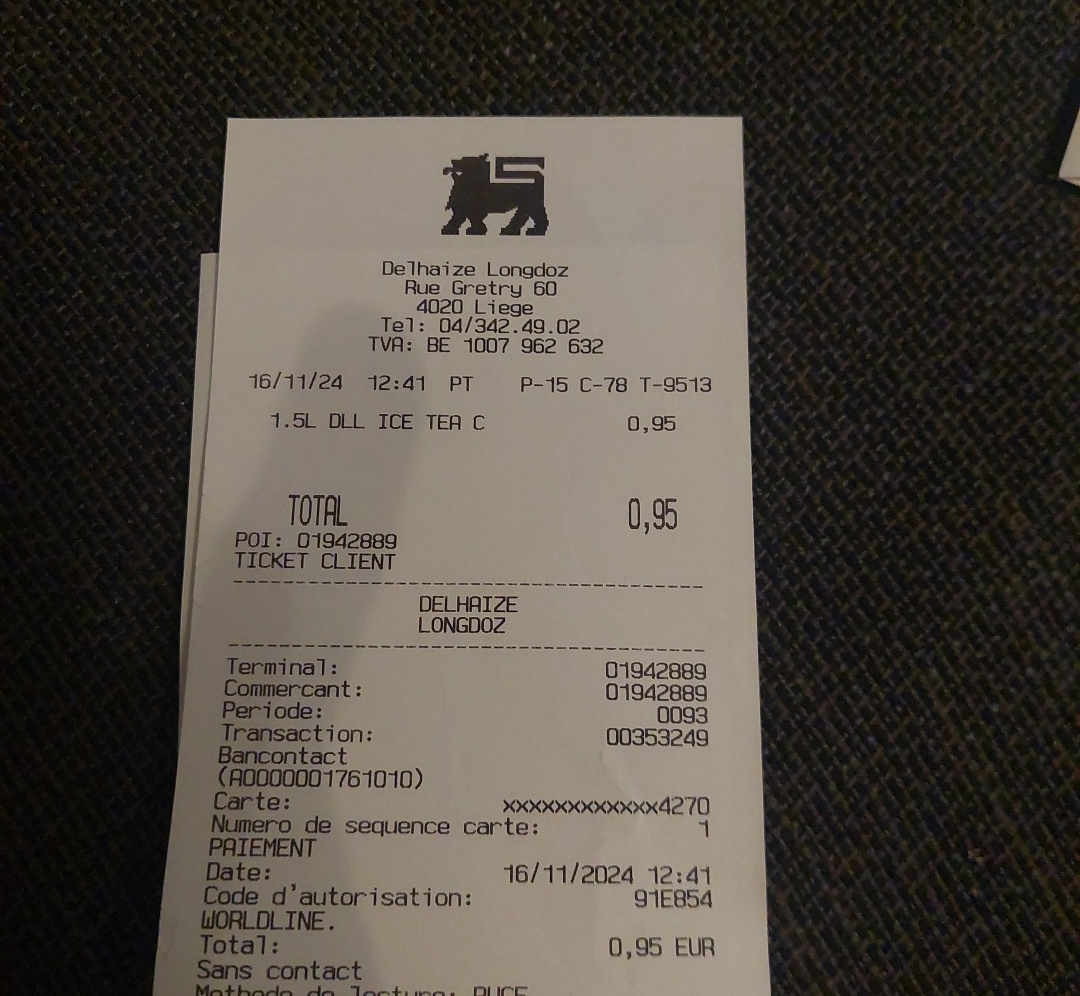 Delhaize Longdoz
Rue Gretry 60
4020 Liege
Tel: 04/342.49.02
TVA: BE 1007 962 632
16/11/24 12:41 PT P-15 C-78 T-9513
1.5L DLL ICE TEA C 0,95
TOTAL 0,95
POI: 01942889
TICKET CLIENT
DELHAIZE
LONGDOZ
Terminal: 01942889
Commercant: 01942889
Periode: 0093
Transaction: 00353249
Bancontact
(A0000001761010)
Carte: xxxxxxxxxxxx4270
Numero de sequence carte: 1
PAIEMENT
Date: 16/11/2024 12:41
Code d'autorisation: 91E854
WORLDLINE.
Total: 0,95 EUR
Sans contact
Methode de lecture: PUCE